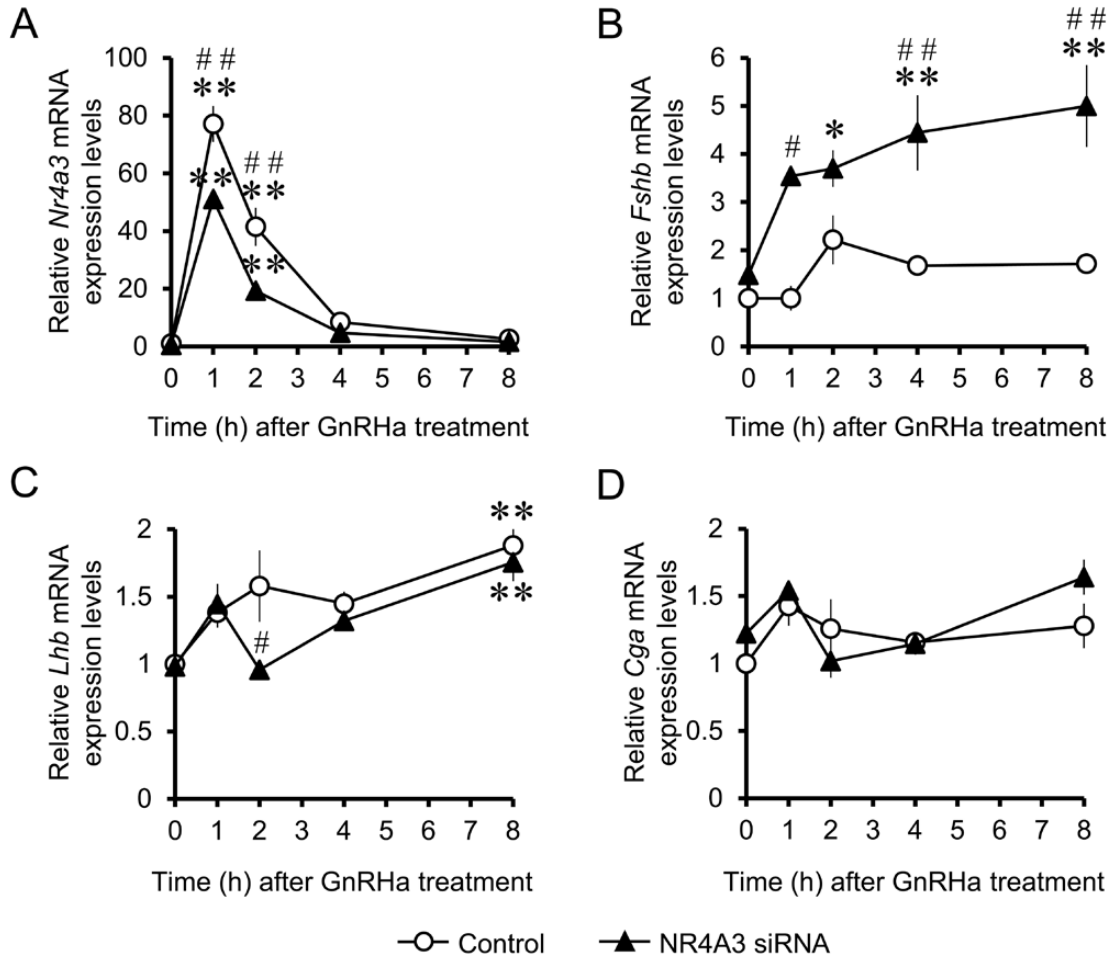 A
Relative Nr4a3 mRNA
expression levels
100
80
60
40
20
0
# #
**
**
# #
**
**
0 1 2 3 4 5 6 7 8
Time (h) after GnRHa treatment
B
Relative Fshb mRNA
expression levels
6
5
4
3
2
1
0
#
*
# #
**
# #
**
0 1 2 3 4 5 6 7 8
Time (h) after GnRHa treatment
C
Relative Lhb mRNA
expression levels
2
1.5
1
0.5
0
#
**
**
0 1 2 3 4 5 6 7 8
Time (h) after GnRHa treatment
D
Relative Cga mRNA
expression levels
2
1.5
1
0.5
0
0 1 2 3 4 5 6 7 8
Time (h) after GnRHa treatment
Control
NR4A3 siRNA